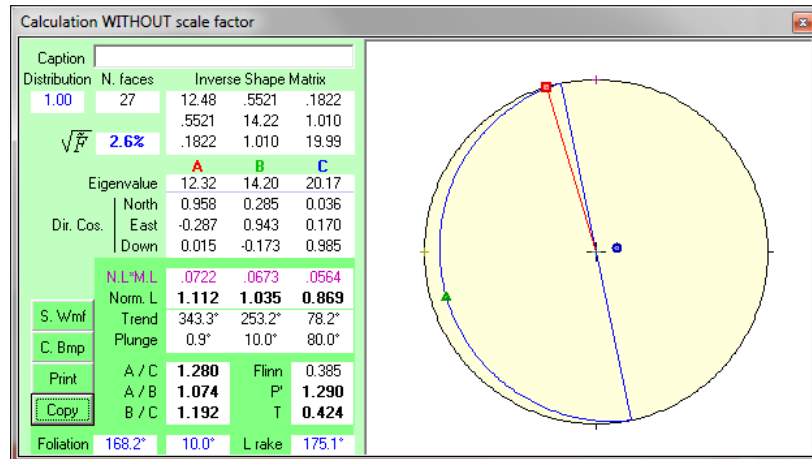 Calculation WITHOUT scale factor
Caption
Distribution N. faces Inverse Shape Matrix
1.00 27 12.48 .5521 .1822
.5521 14.22 1.010
√F̃ 2.6% .1822 1.010 19.99
A B C
Eigenvalue 12.32 14.20 20.17
North 0.958 0.285 0.036
Dir. Cos. East -0.287 0.943 0.170
Down 0.015 -0.173 0.985
N.L*M.L .0722 .0673 .0564
Norm. L 1.112 1.035 0.869
S. Wmf Trend 343.3° 253.2° 78.2°
C. Bmp Plunge 0.9° 10.0° 80.0°
Print A / C 1.280 Flinn 0.385
A / B 1.074 P' 1.290
Copy B / C 1.192 T 0.424
Foliation 168.2° 10.0° L rake 175.1°